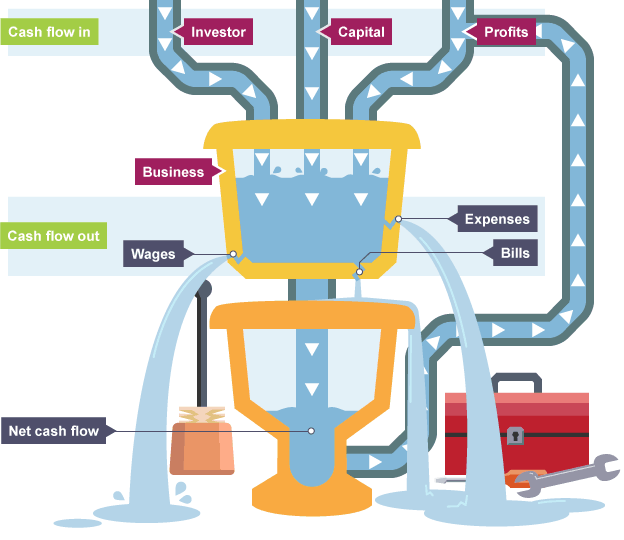 Cash flow in
Investor
Capital
Profits
Business
Cash flow out
Expenses
Wages
Bills
Net cash flow